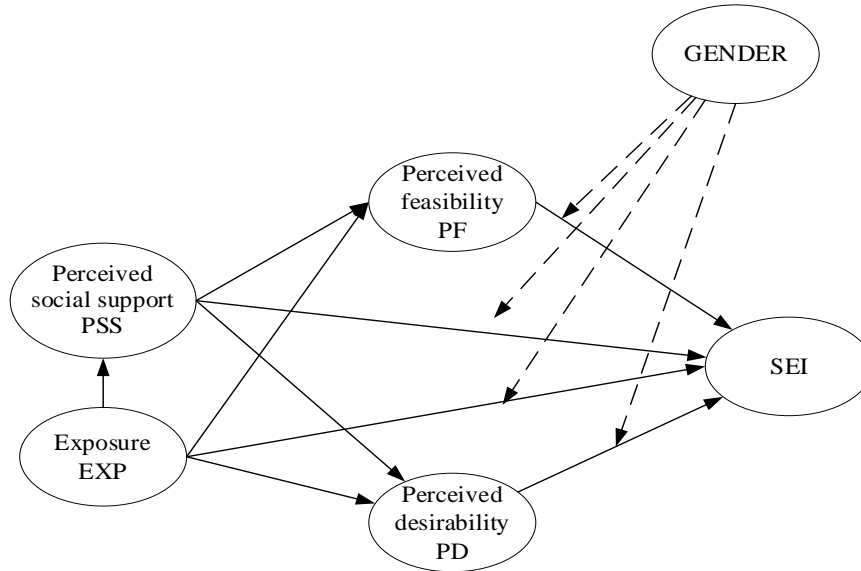 GENDER
Perceived
feasibility
PF
Perceived
social support
PSS
SEI
Exposure
EXP
Perceived
desirability
PD